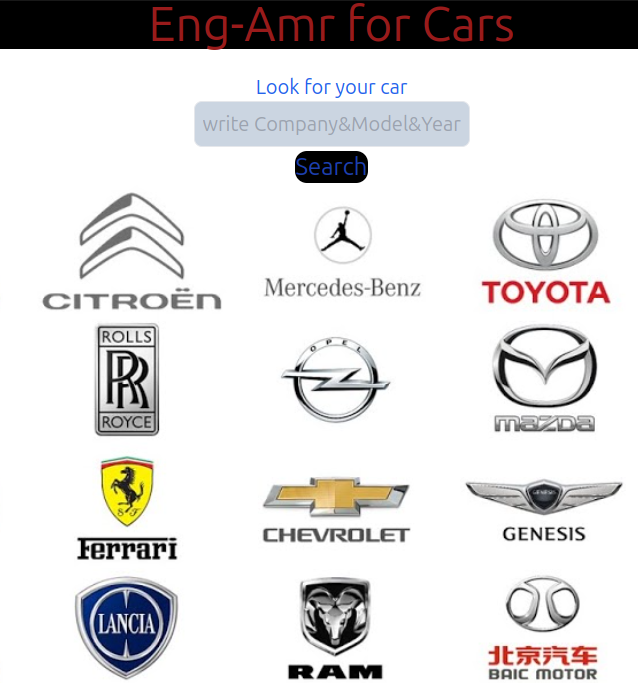 Eng-Amr for Cars
Look for your car
write Company&Model&Year
Search
CITROËN
Mercedes-Benz
TOYOTA
ROLLS
RR
ROYCE
OPEL
mazda
S F
Ferrari
CHEVROLET
GENESIS
GENESIS
LANCIA
RAM
北京汽车
BAIC MOTOR